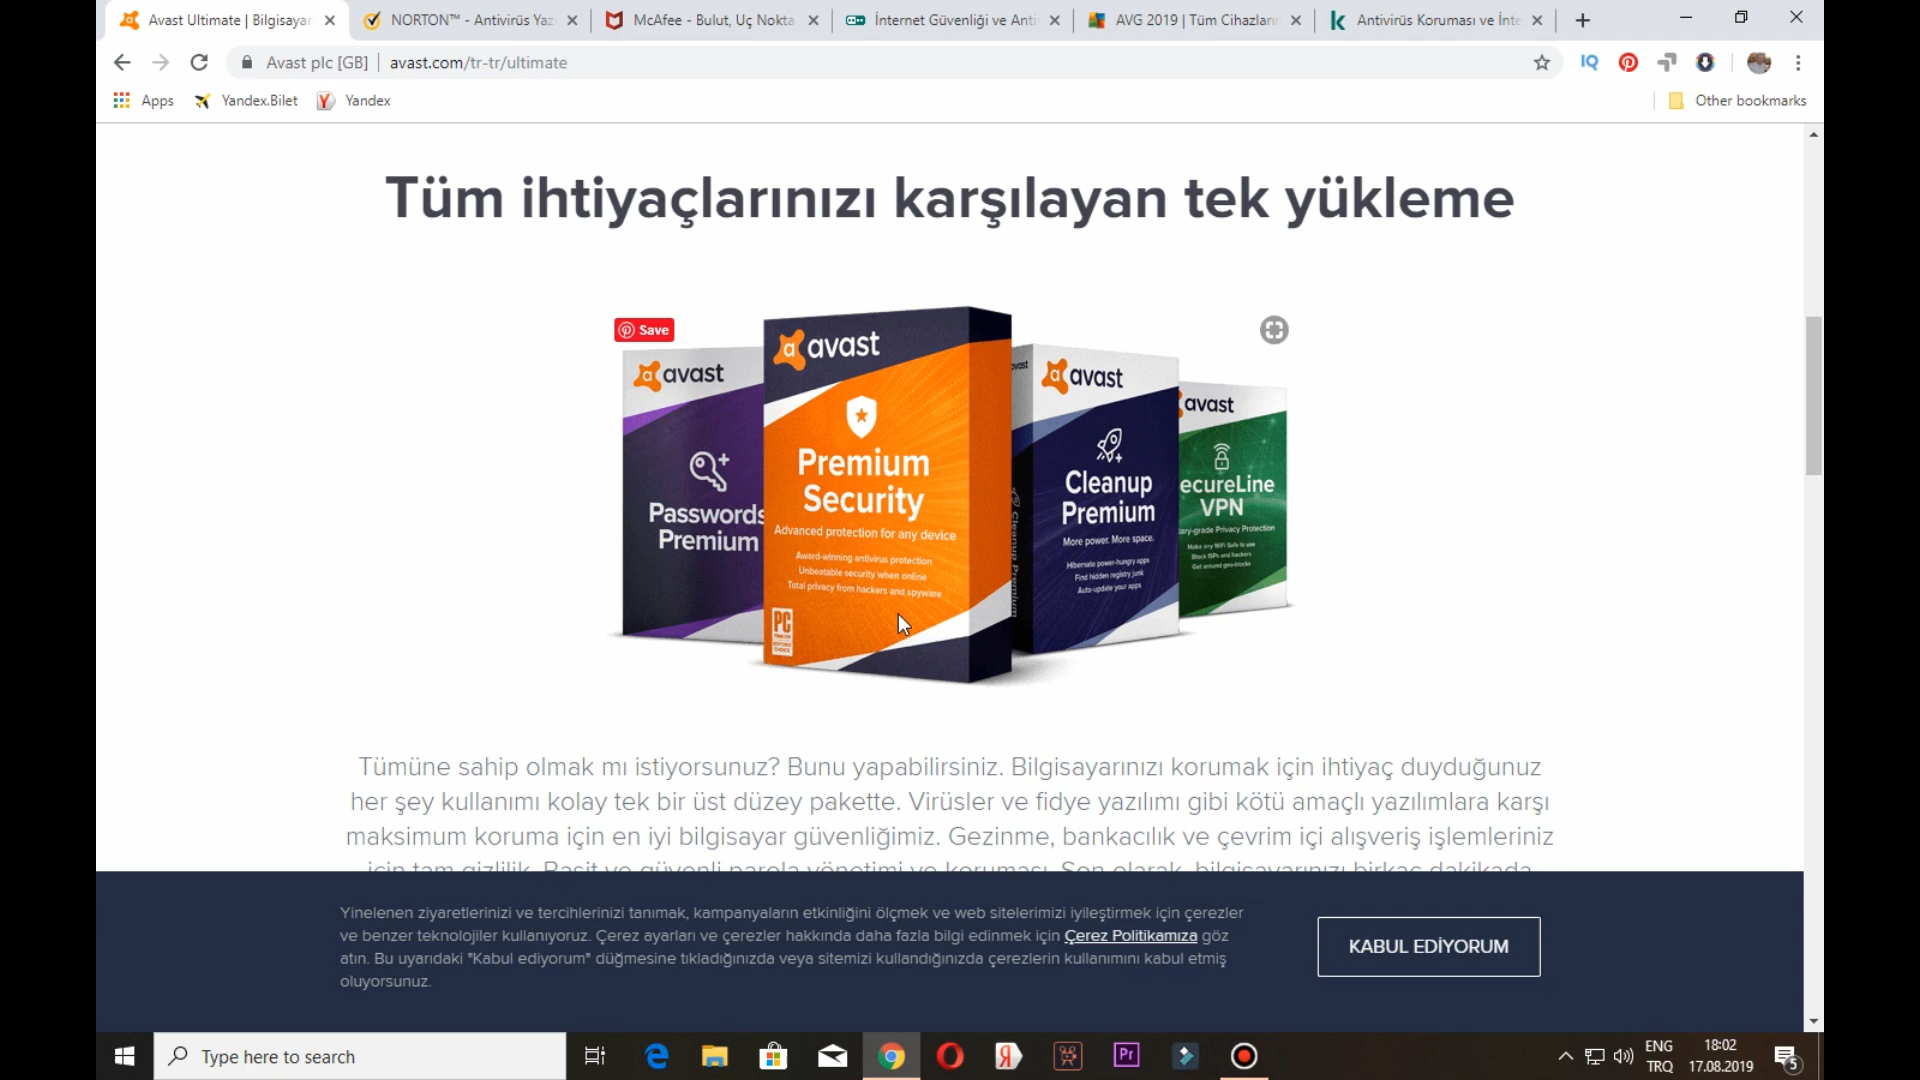 Avast Ultimate | Bilgisayar
NORTON™ - Antivirüs Yaz
McAfee - Bulut, Uç Nokta
İnternet Güvenliği ve Anti
AVG 2019 | Tüm Cihazların
Antivirüs Koruması ve İnte
Avast plc [GB] | avast.com/tr-tr/ultimate
IQ
Apps
Yandex.Bilet
Yandex
Other bookmarks
Tüm ihtiyaçlarınızı karşılayan tek yükleme
Save
avast
Passwords
Premium
avast
Premium
Security
Advanced protection for any device
Award-winning antivirus protection
Unbeatable security when online
Total privacy from hackers and spyware
PC
avast
Cleanup Premium
avast
Cleanup
Premium
More power. More space.
Hibernate power-hungry apps
Find hidden registry junk
Auto-update your apps
avast
ecureLine
VPN
tary-grade Privacy Protection
Make any WiFi Safe to use
Block ISPs and hackers
Get around geo-blocks
Tümüne sahip olmak mı istiyorsunuz? Bunu yapabilirsiniz. Bilgisayarınızı korumak için ihtiyaç duyduğunuz
her şey kullanımı kolay tek bir üst düzey pakette. Virüsler ve fidye yazılımı gibi kötü amaçlı yazılımlara karşı
maksimum koruma için en iyi bilgisayar güvenliğimiz. Gezinme, bankacılık ve çevrim içi alışveriş işlemleriniz
için tam gizlilik. Basit ve güvenli parola yönetimi ve koruması. Son olarak, bilgisayarınızı birkaç dakikada
Yinelenen ziyaretlerinizi ve tercihlerinizi tanımak, kampanyaların etkinliğini ölçmek ve web sitelerimizi iyileştirmek için çerezler
ve benzer teknolojiler kullanıyoruz. Çerez ayarları ve çerezler hakkında daha fazla bilgi edinmek için Çerez Politikamıza göz
atın. Bu uyarıdaki "Kabul ediyorum" düğmesine tıkladığınızda veya sitemizi kullandığınızda çerezlerin kullanımını kabul etmiş
oluyorsunuz.
KABUL EDİYORUM
Type here to search
Pr
ENG
TRQ
18:02
17.08.2019
5